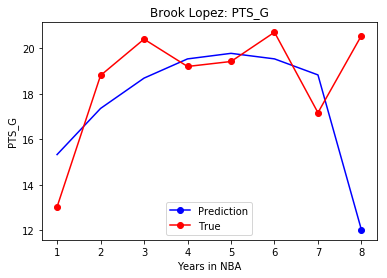 Brook Lopez: PTS_G
PTS_G
20
18
16
14
12
Prediction
True
1 2 3 4 5 6 7 8
Years in NBA